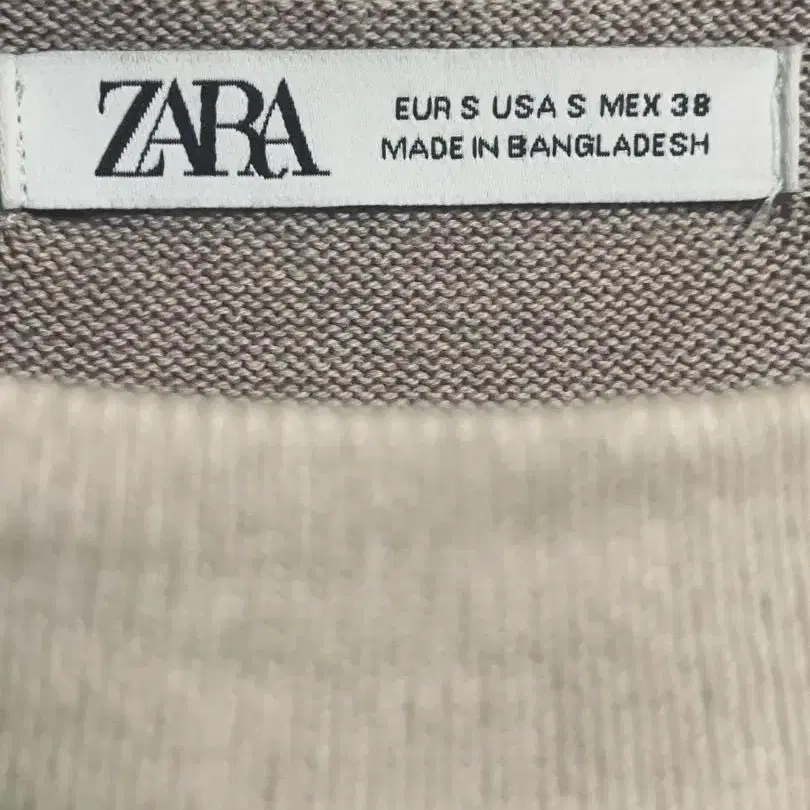 ZARA
EUR S USA S MEX 38
MADE IN BANGLADESH